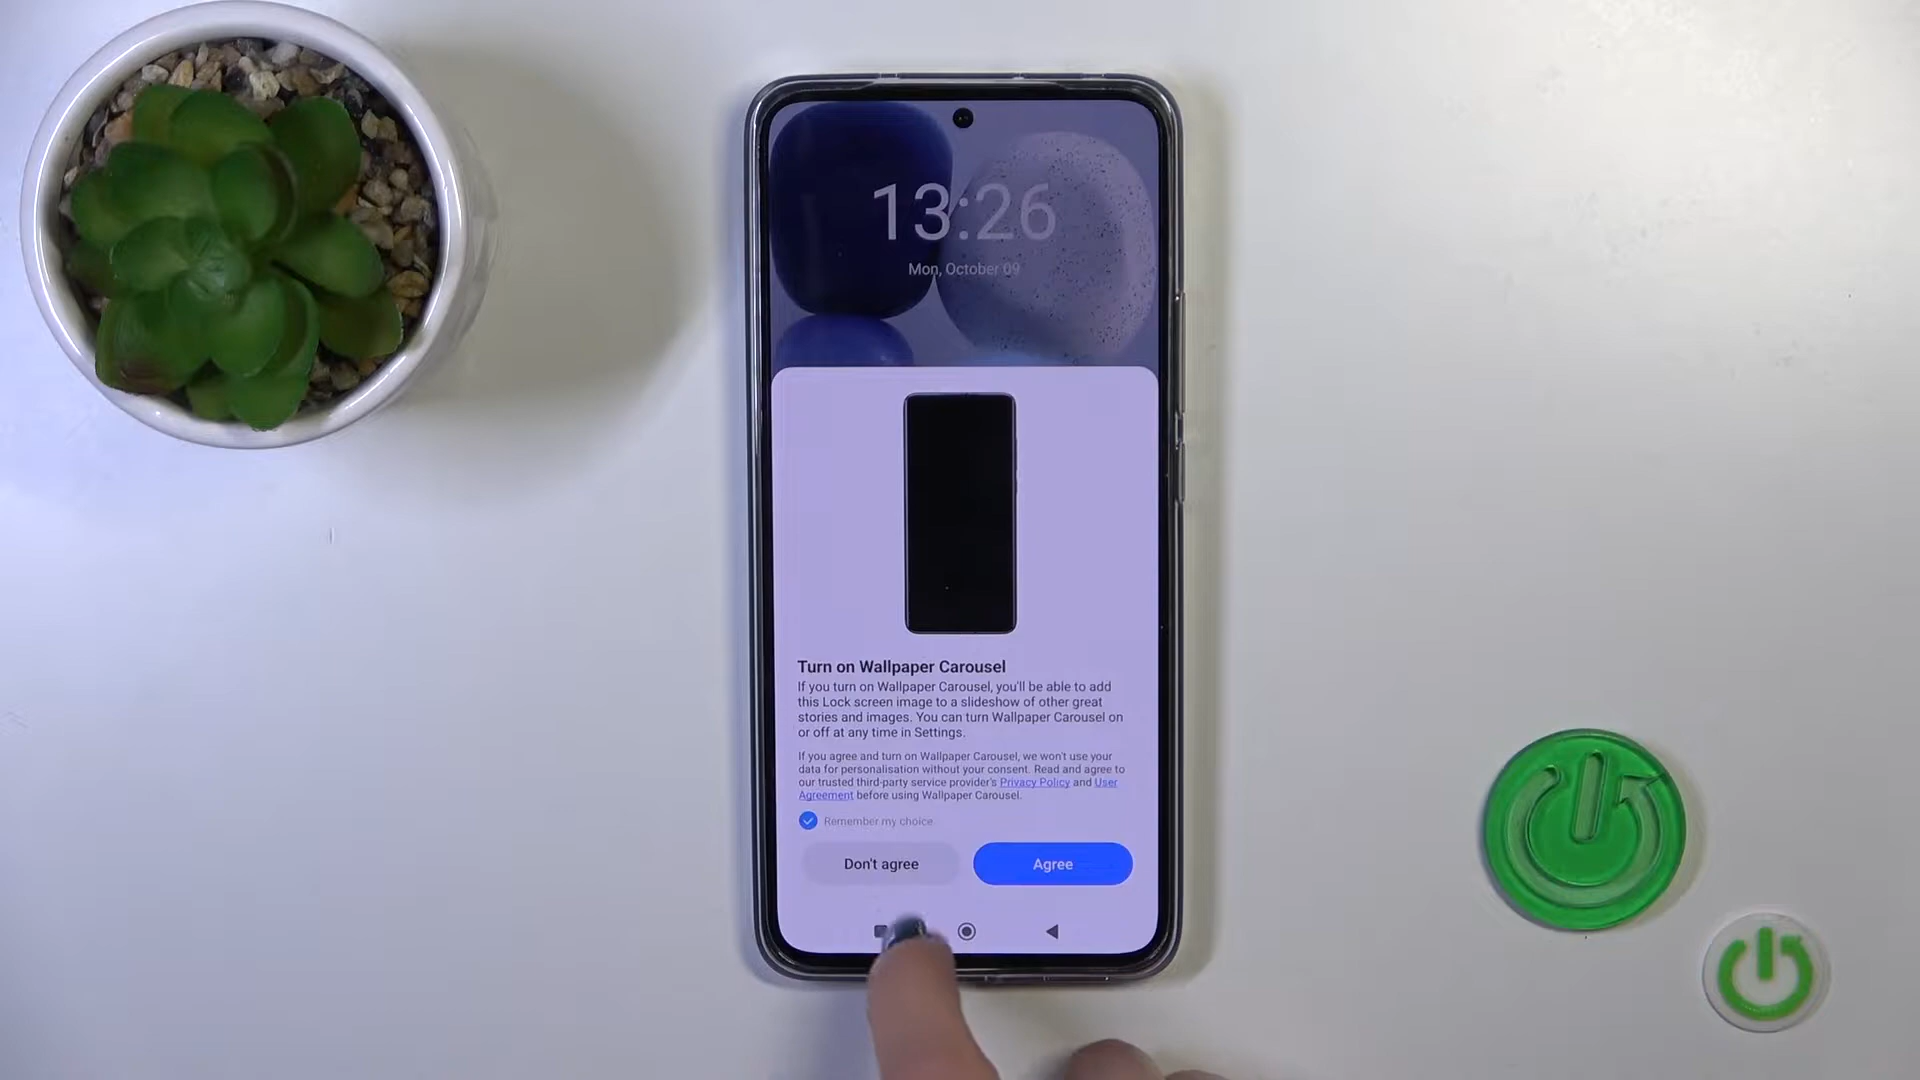 13:26
Mon, October 09
Turn on Wallpaper Carousel
If you turn on Wallpaper Carousel, you'll be able to add
this Lock screen image to a slideshow of other great
stories and images. You can turn Wallpaper Carousel on
or off at any time in Settings.
If you agree and turn on Wallpaper Carousel, we won't use your
data for personalisation without your consent. Read and agree to
our trusted third-party service provider's Privacy Policy and User
Agreement before using Wallpaper Carousel.
Remember my choice
Don't agree
Agree